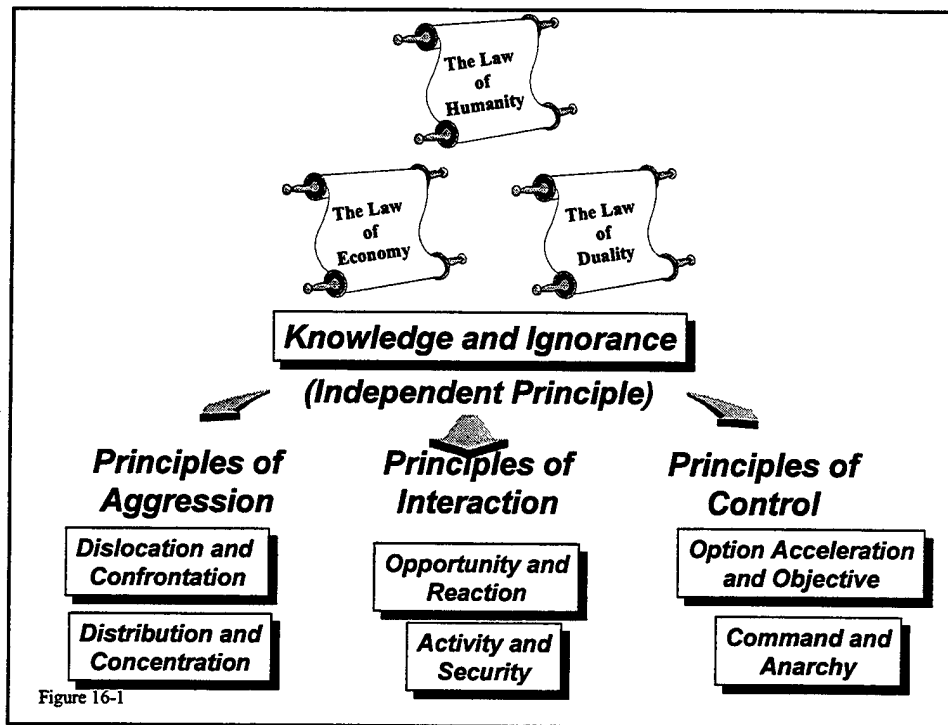 The Law
of
Humanity
The Law
of
Economy
The Law
of
Duality
Knowledge and Ignorance
(Independent Principle)
Principles of
Aggression
Dislocation and
Confrontation
Distribution and
Concentration
Principles of
Interaction
Opportunity and
Reaction
Activity and
Security
Principles of
Control
Option Acceleration
and Objective
Command and
Anarchy
Figure 16-1